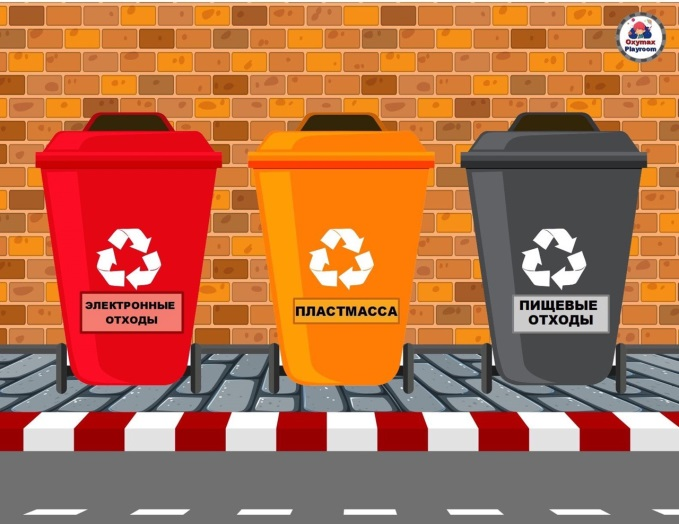 Oxymax
Playroom
ЭЛЕКТРОННЫЕ
ОТХОДЫ
ПЛАСТМАССА
ПИЩЕВЫЕ
ОТХОДЫ